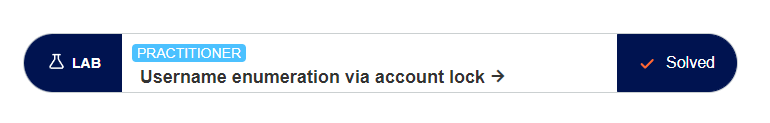 LAB
PRACTITIONER
Username enumeration via account lock →
Solved